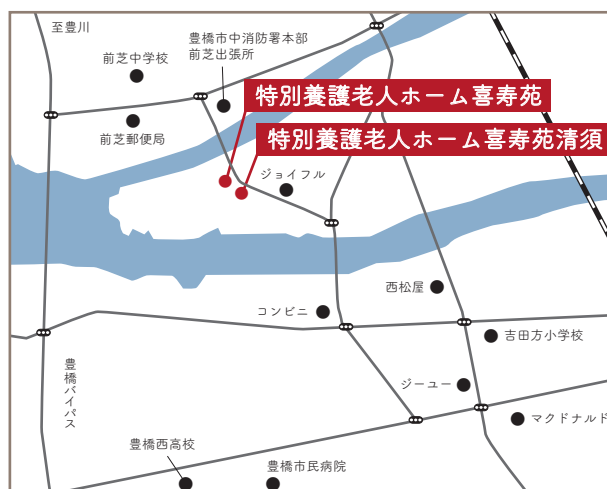 至豊川
豊橋市中消防署本部
前芝出張所
前芝中学校
特別養護老人ホーム喜寿苑
前芝郵便局
特別養護老人ホーム喜寿苑清須
ジョイフル
西松屋
コンビニ
吉田方小学校
豊橋バイパス
ジーユー
マクドナルド
豊橋西高校
豊橋市民病院